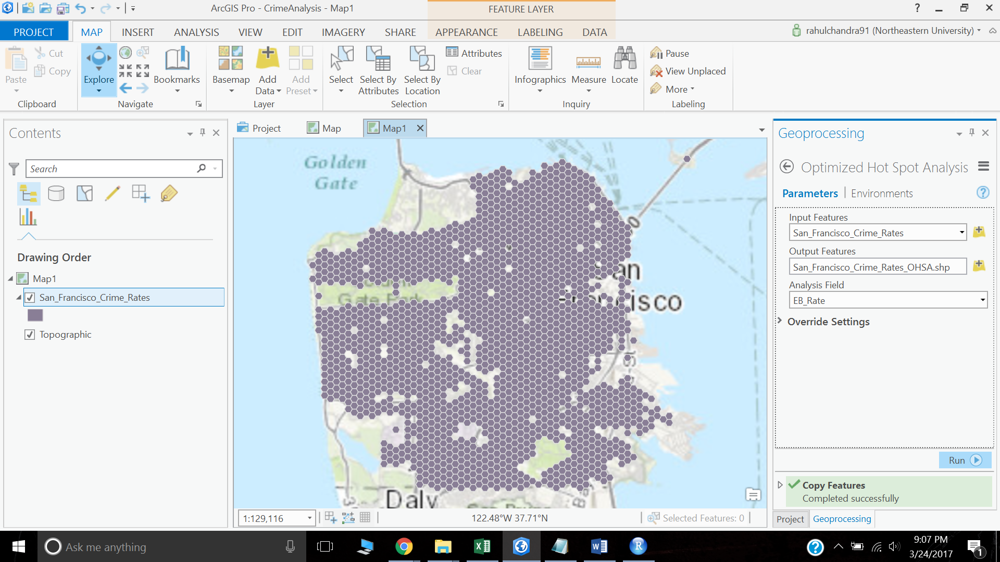 ArcGIS Pro - CrimeAnalysis - Map1
FEATURE LAYER
?
PROJECT MAP INSERT ANALYSIS VIEW EDIT IMAGERY SHARE APPEARANCE LABELING DATA
rahulchandra91 (Northeastern University)
Paste
Cut
Copy
Clipboard
Explore
Bookmarks
Navigate
Basemap
Add Data
Add Preset
Layer
Select
Select By Attributes
Select By Location
Attributes
Clear
Selection
Infographics
Measure
Locate
Inquiry
Pause
View Unplaced
More
Labeling
Contents
Search
Drawing Order
Map1
San_Francisco_Crime_Rates
Topographic
Project
Map
Map1
Golden
Gate
Gate Park
San
Francisco
Daly
1:129,116
122.48°W 37.71°N
Selected Features: 0
Geoprocessing
Optimized Hot Spot Analysis
Parameters | Environments
?
Input Features
San_Francisco_Crime_Rates
Output Features
San_Francisco_Crime_Rates_OHSA.shp
Analysis Field
EB_Rate
Override Settings
Run
Copy Features
Completed successfully
Project
Geoprocessing
Ask me anything
9:07 PM
3/24/2017
1